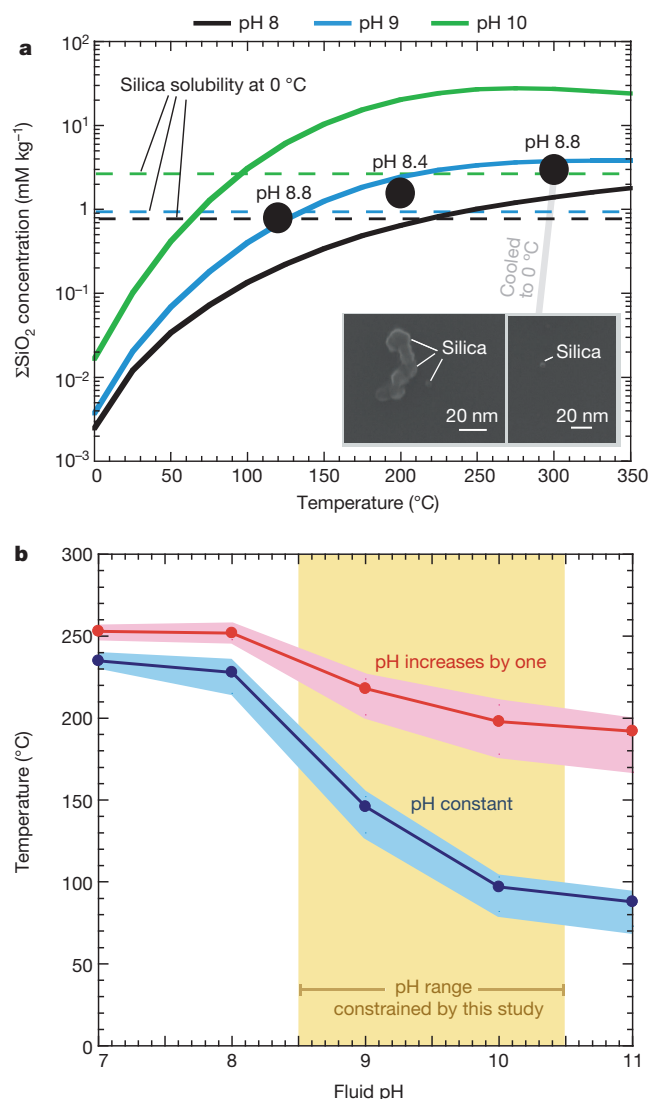 pH 8 pH 9 pH 10
a
Silica solubility at 0 °C
pH 8.8
pH 8.4
pH 8.8
Cooled
to 0 °C
Silica
20 nm
Silica
20 nm
ΣSiO₂ concentration (mM kg⁻¹)
10²
10¹
1
10⁻¹
10⁻²
10⁻³
0 50 100 150 200 250 300 350
Temperature (°C)
b
Temperature (°C)
300
250
200
150
100
50
0
pH increases by one
pH constant
pH range
constrained by this study
7 8 9 10 11
Fluid pH